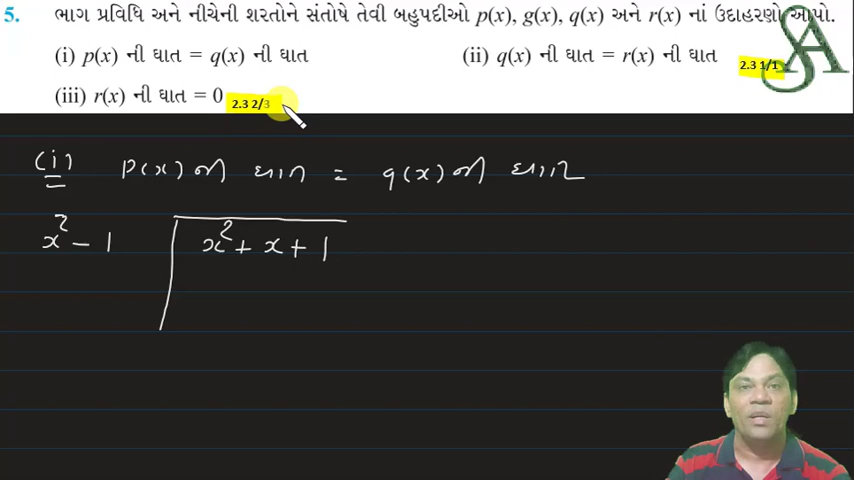 5. ભાગ પ્રવિધિ અને નીચેની શરતોને સંતોષે તેવી બહુપદીઓ p(x), g(x), q(x) અને r(x) નાં ઉદાહરણો આપો.
(i) p(x) ની ઘાત = q(x) ની ઘાત (ii) q(x) ની ઘાત = r(x) ની ઘાત 2.3 1/1
(iii) r(x) ની ઘાત = 0 2.3 2/3
(i) p(x) ની ઘાત = q(x) ની ઘાત
x² - 1 x² + x + 1
SA